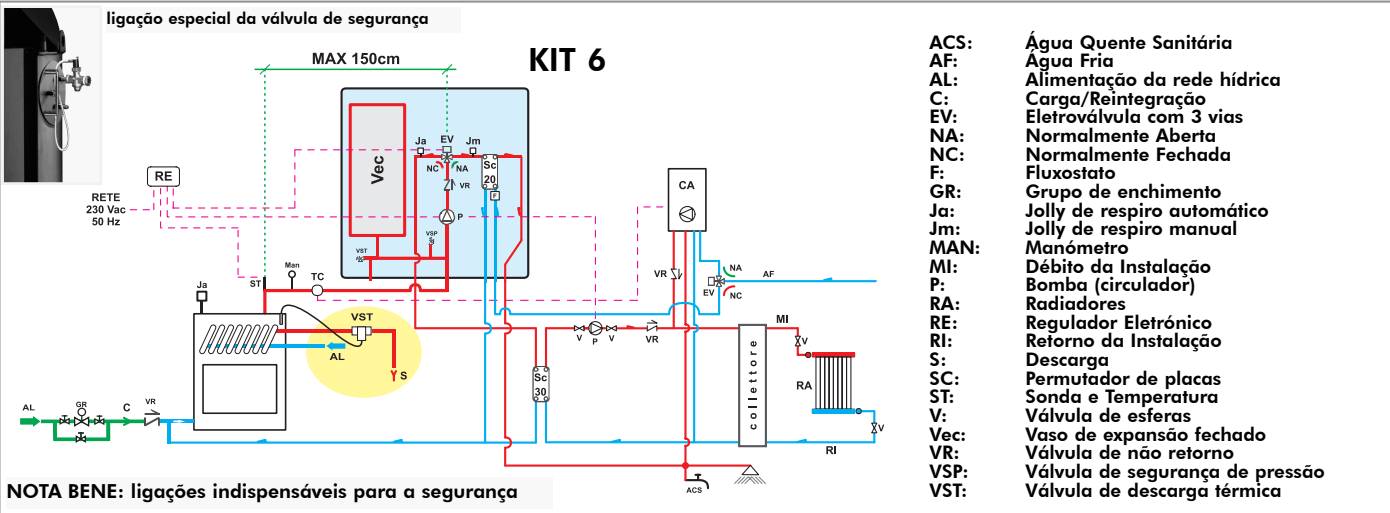 ligação especial da válvula de segurança
KIT 6
MAX 150cm
Vec
Ja
EV
Jm
NC
NA
Sc
20
F
VR
P
VSP
VST
RE
RETE
230 Vac
50 Hz
ST
Man
TC
Ja
VST
AL
S
CA
VR
NA
EV
NC
AF
AL
GR
C
VR
V
P
V
VR
Sc
30
collettore
MI
V
RA
V
RI
ACS
NOTA BENE: ligações indispensáveis para a segurança
ACS: Água Quente Sanitária
AF: Água Fria
AL: Alimentação da rede hídrica
C: Carga/Reintegração
EV: Eletroválvula com 3 vias
NA: Normalmente Aberta
NC: Normalmente Fechada
F: Fluxostato
GR: Grupo de enchimento
Ja: Jolly de respiro automático
Jm: Jolly de respiro manual
MAN: Manómetro
MI: Débito da Instalação
P: Bomba (circulador)
RA: Radiadores
RE: Regulador Eletrónico
RI: Retorno da Instalação
S: Descarga
SC: Permutador de placas
ST: Sonda e Temperatura
V: Válvula de esferas
Vec: Vaso de expansão fechado
VR: Válvula de não retorno
VSP: Válvula de segurança de pressão
VST: Válvula de descarga térmica